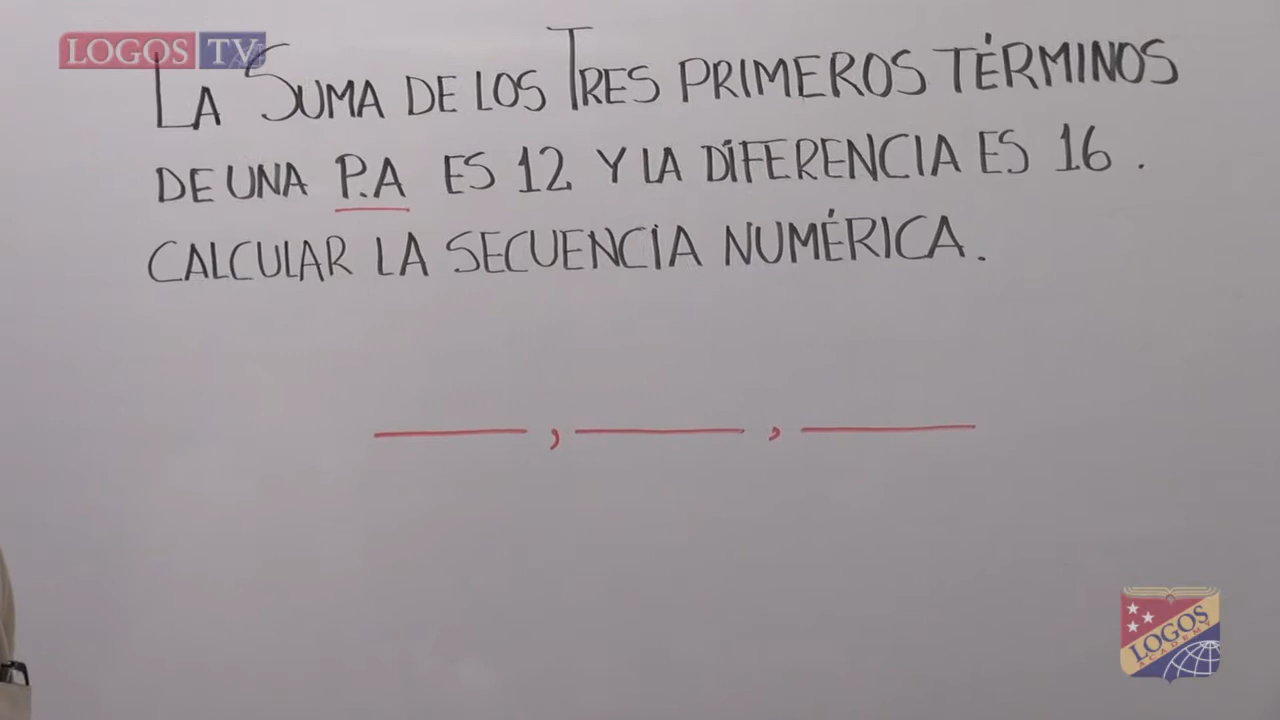 LOGOS TV
LA SUMA DE LOS TRES PRIMEROS TÉRMINOS
DE UNA P.A ES 12 Y LA DIFERENCIA ES 16.
CALCULAR LA SECUENCIA NUMÉRICA.
, ,
LOGOS
ACADEMY